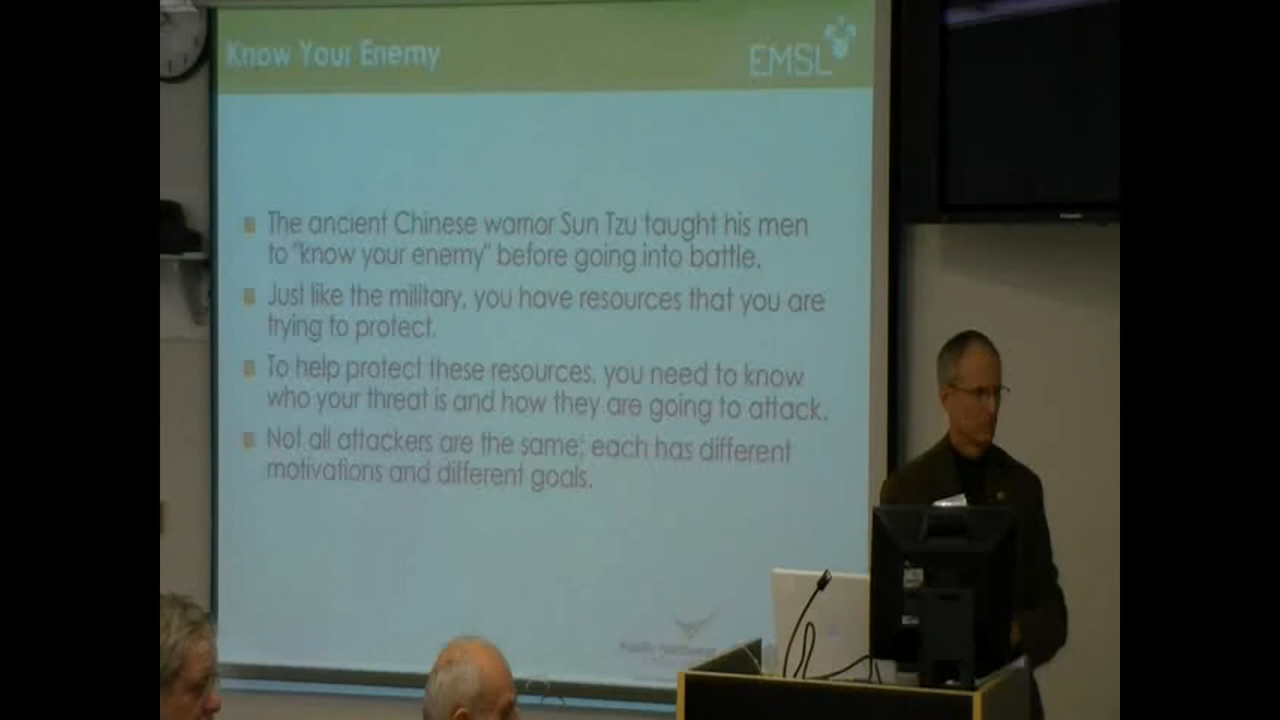 Know Your Enemy
EMSL
The ancient Chinese warrior Sun Tzu taught his men
to "know your enemy" before going into battle.
Just like the military, you have resources that you are
trying to protect.
To help protect these resources, you need to know
who your threat is and how they are going to attack.
Not all attackers are the same; each has different
motivations and different goals.
Pacific Northwest